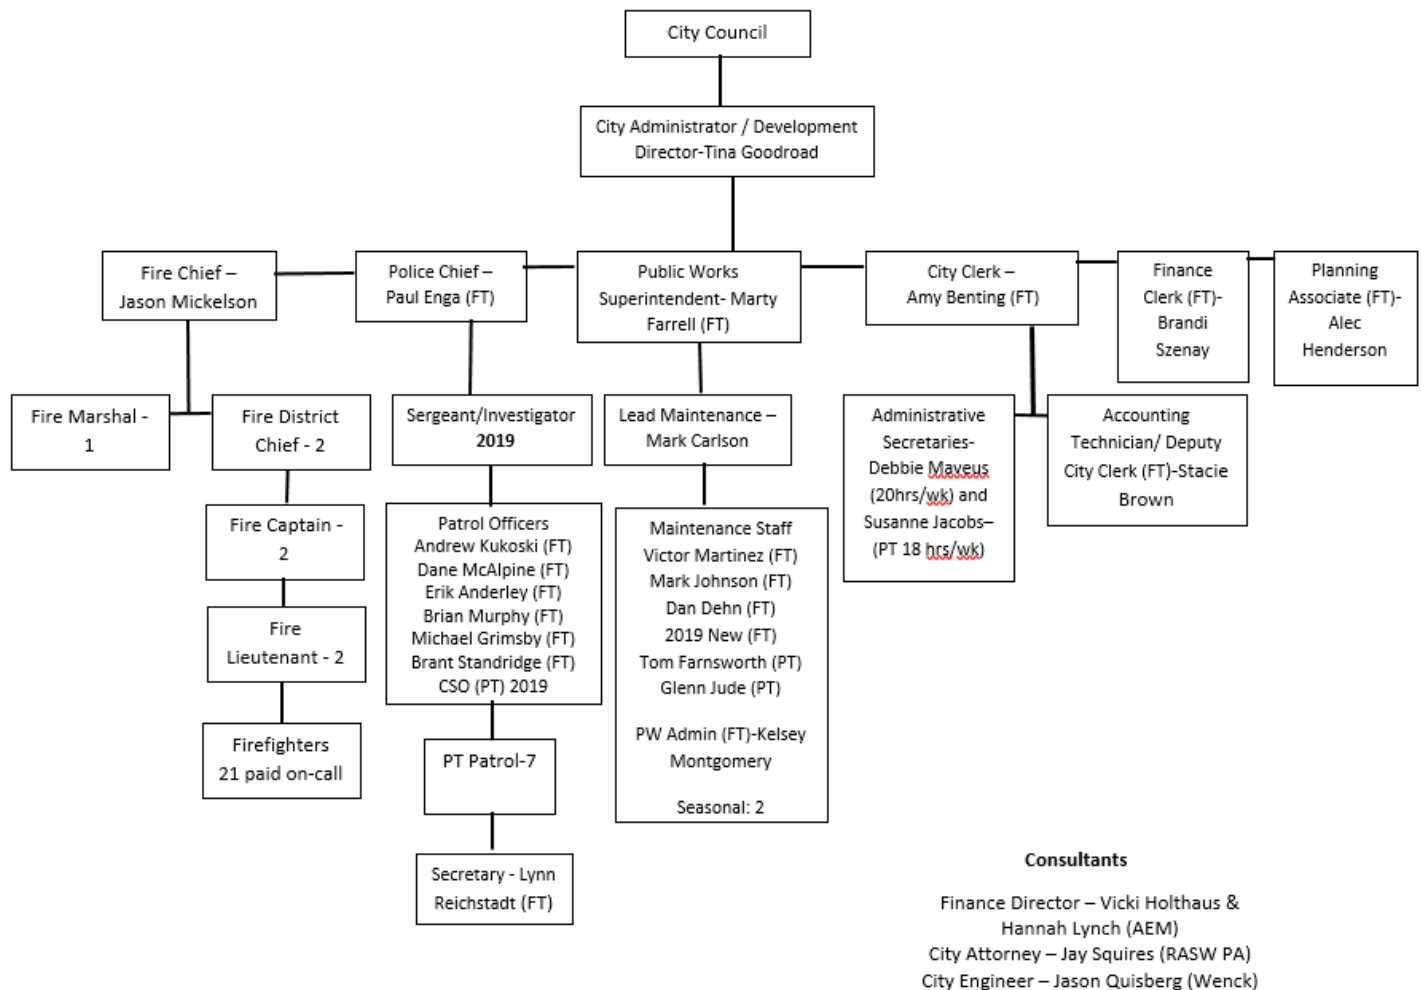 City Council
City Administrator / Development
Director-Tina Goodroad
Fire Chief –
Jason Mickelson
Police Chief –
Paul Enga (FT)
Public Works
Superintendent- Marty
Farrell (FT)
City Clerk –
Amy Benting (FT)
Finance
Clerk (FT)-
Brandi
Szenay
Planning
Associate (FT)-
Alec
Henderson
Fire Marshal -
1
Fire District
Chief - 2
Sergeant/Investigator
2019
Lead Maintenance –
Mark Carlson
Administrative
Secretaries-
Debbie Maveus
(20hrs/wk) and
Susanne Jacobs–
(PT 18 hrs/wk)
Accounting
Technician/ Deputy
City Clerk (FT)-Stacie
Brown
Fire Captain -
2
Patrol Officers
Andrew Kukoski (FT)
Dane McAlpine (FT)
Erik Anderley (FT)
Brian Murphy (FT)
Michael Grimsby (FT)
Brant Standridge (FT)
CSO (PT) 2019
Maintenance Staff
Victor Martinez (FT)
Mark Johnson (FT)
Dan Dehn (FT)
2019 New (FT)
Tom Farnsworth (PT)
Glenn Jude (PT)
PW Admin (FT)-Kelsey
Montgomery
Seasonal: 2
Fire
Lieutenant - 2
Firefighters
21 paid on-call
PT Patrol-7
Secretary - Lynn
Reichstadt (FT)
Consultants
Finance Director – Vicki Holthaus &
Hannah Lynch (AEM)
City Attorney – Jay Squires (RASW PA)
City Engineer – Jason Quisberg (Wenck)